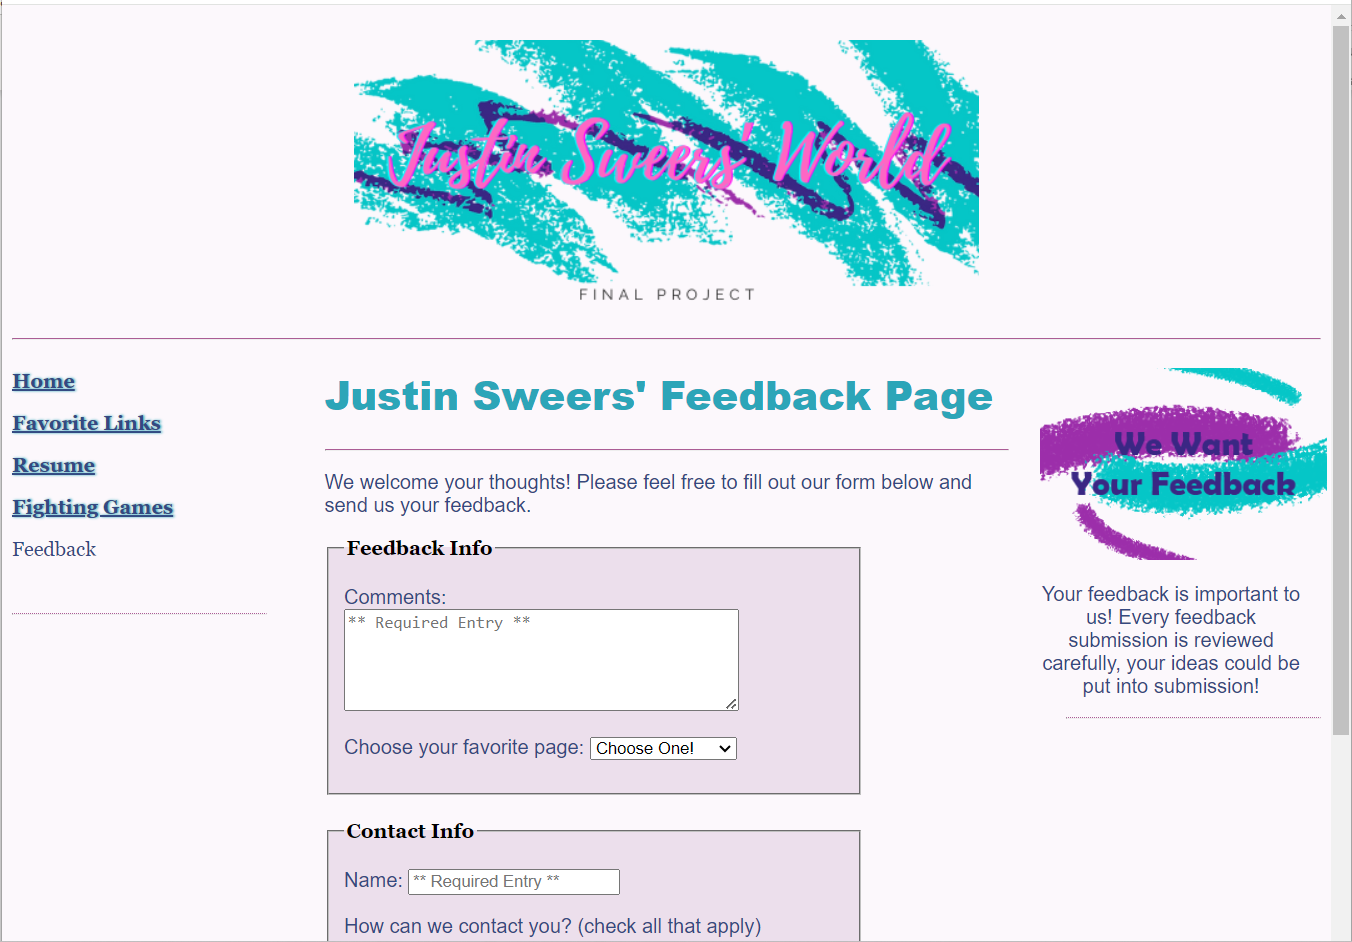 Justin Sweers' World
FINAL PROJECT
Home
Favorite Links
Resume
Fighting Games
Feedback
Justin Sweers' Feedback Page
We welcome your thoughts! Please feel free to fill out our form below and
send us your feedback.
Feedback Info
Comments:
** Required Entry **
Choose your favorite page: Choose One!
Contact Info
Name: ** Required Entry **
How can we contact you? (check all that apply)
We Want
Your Feedback
Your feedback is important to
us! Every feedback
submission is reviewed
carefully, your ideas could be
put into submission!